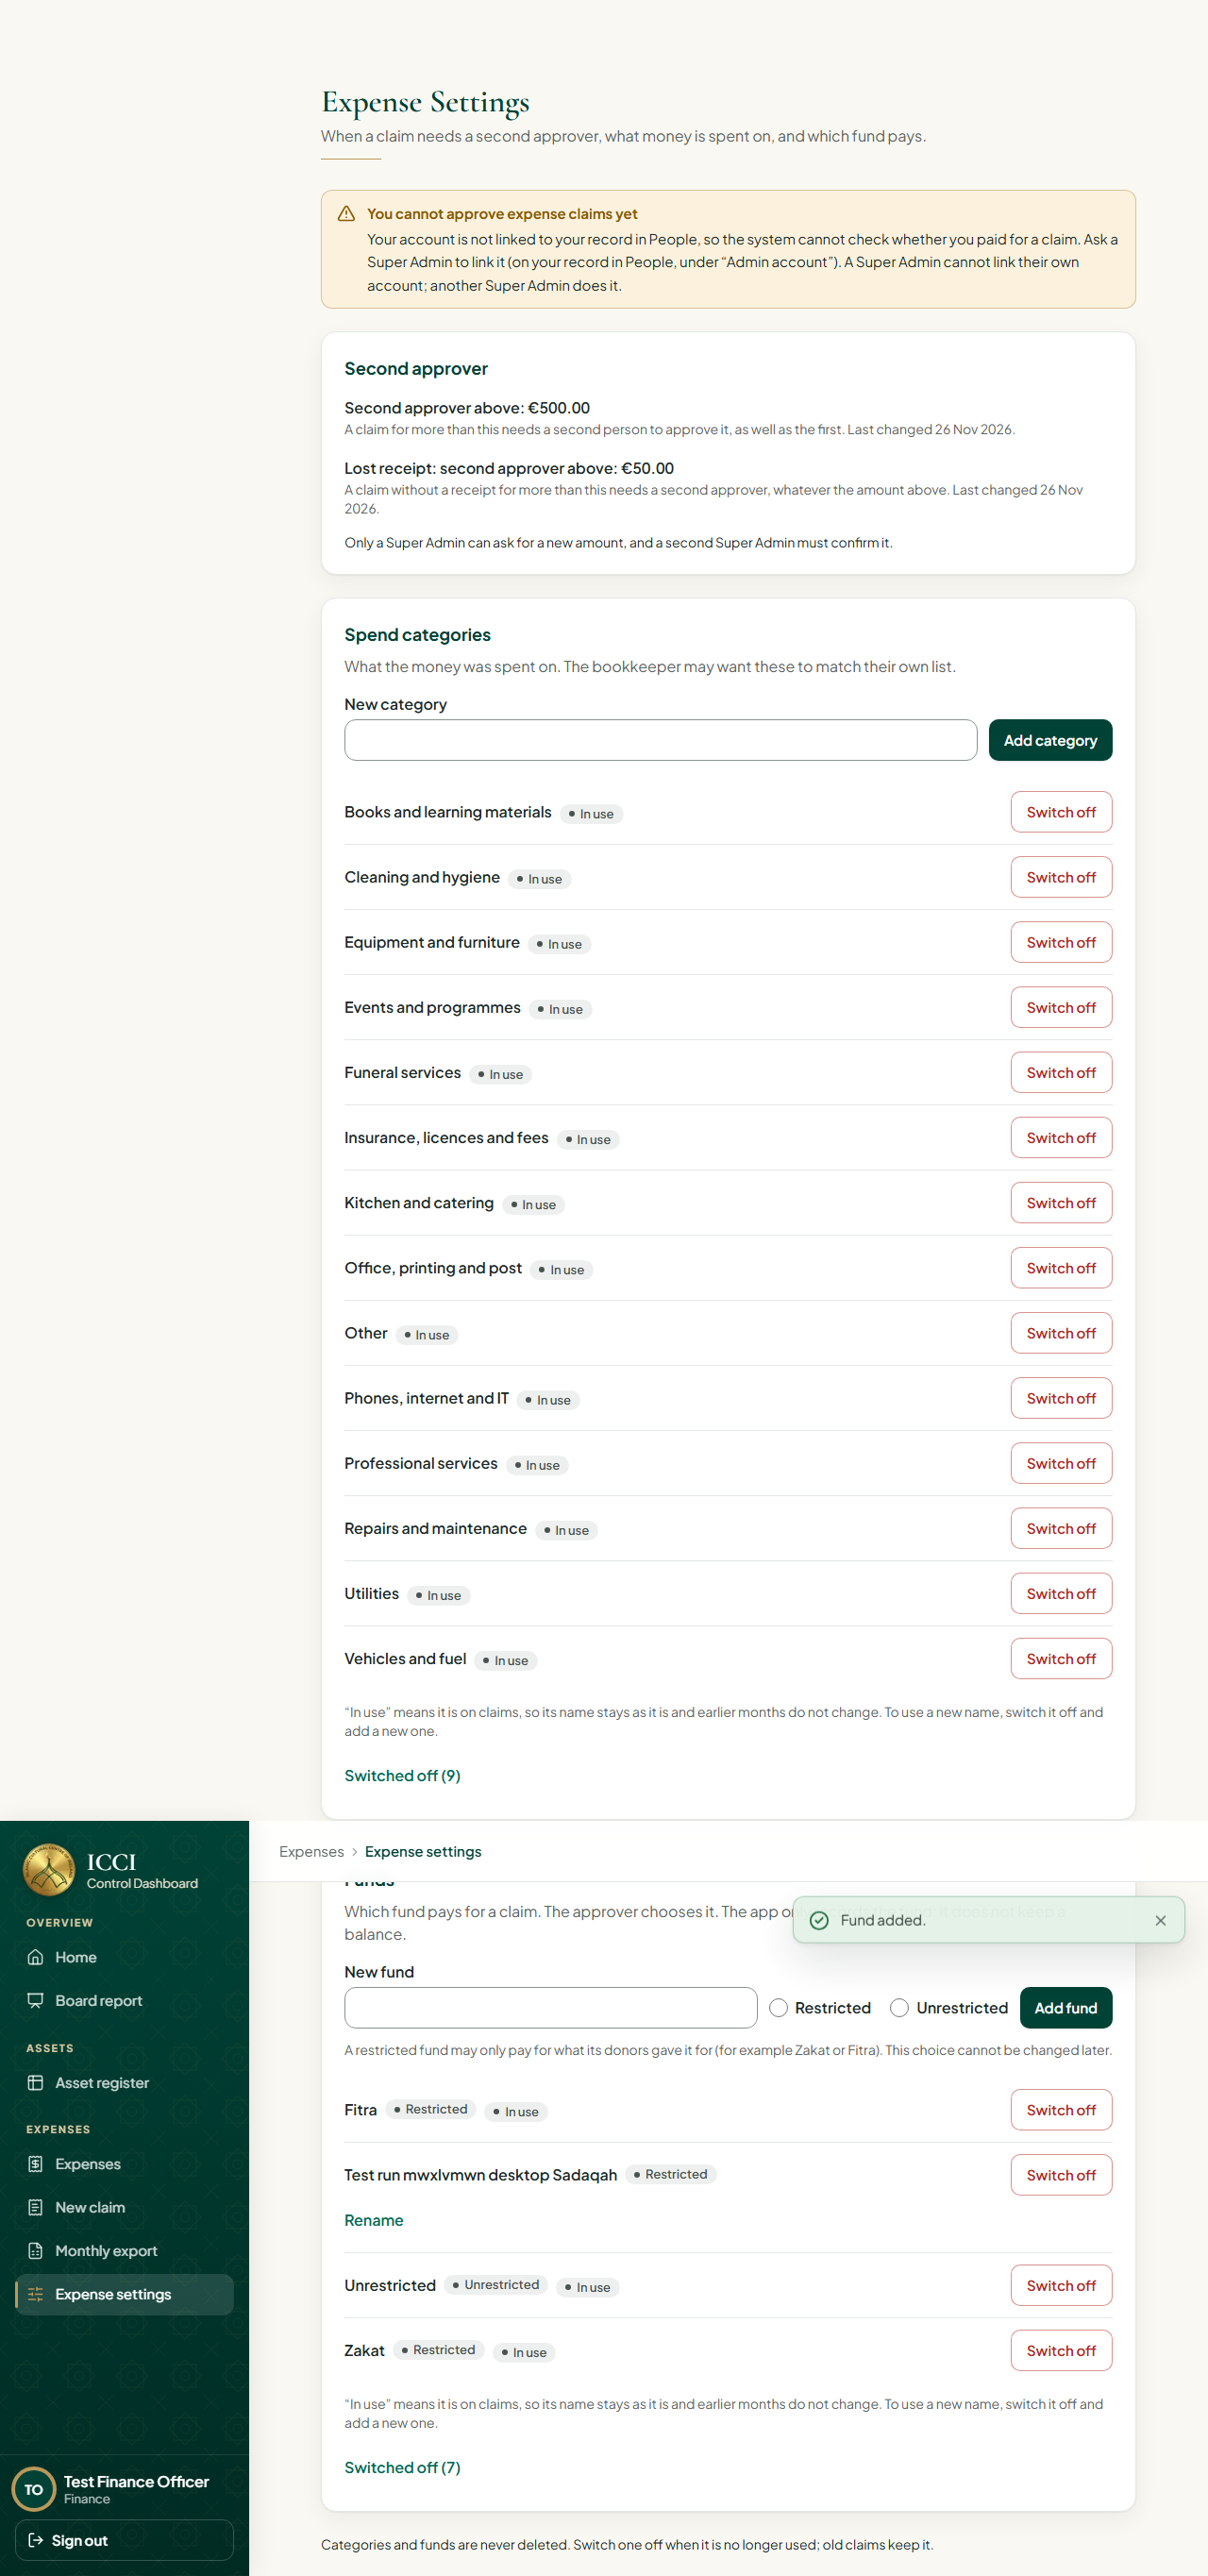 Expense Settings
When a claim needs a second approver, what money is spent on, and which fund pays.
You cannot approve expense claims yet
Your account is not linked to your record in People, so the system cannot check whether you paid for a claim. Ask a
Super Admin to link it (on your record in People, under “Admin account”). A Super Admin cannot link their own
account; another Super Admin does it.
Second approver
Second approver above: €500.00
A claim for more than this needs a second person to approve it, as well as the first. Last changed 26 Nov 2026.
Lost receipt: second approver above: €50.00
A claim without a receipt for more than this needs a second approver, whatever the amount above. Last changed 26 Nov
2026.
Only a Super Admin can ask for a new amount, and a second Super Admin must confirm it.
Spend categories
What the money was spent on. The bookkeeper may want these to match their own list.
New category
Add category
Books and learning materials In use Switch off
Cleaning and hygiene In use Switch off
Equipment and furniture In use Switch off
Events and programmes In use Switch off
Funeral services In use Switch off
Insurance, licences and fees In use Switch off
Kitchen and catering In use Switch off
Office, printing and post In use Switch off
Other In use Switch off
Phones, internet and IT In use Switch off
Professional services In use Switch off
Repairs and maintenance In use Switch off
Utilities In use Switch off
Vehicles and fuel In use Switch off
“In use” means it is on claims, so its name stays as it is and earlier months do not change. To use a new name, switch it off and
add a new one.
Switched off (9)
ICCI
Control Dashboard
OVERVIEW
Home
Board report
ASSETS
Asset register
EXPENSES
Expenses
New claim
Monthly export
Expense settings
TO
Test Finance Officer
Finance
Sign out
Expenses › Expense settings
Funds
Fund added.
Which fund pays for a claim. The approver chooses it. The app only records the fund; it does not keep a
balance.
New fund
Restricted Unrestricted Add fund
A restricted fund may only pay for what its donors gave it for (for example Zakat or Fitra). This choice cannot be changed later.
Fitra Restricted In use Switch off
Test run mwxlvmwn desktop Sadaqah Restricted Switch off
Rename
Unrestricted Unrestricted In use Switch off
Zakat Restricted In use Switch off
“In use” means it is on claims, so its name stays as it is and earlier months do not change. To use a new name, switch it off and
add a new one.
Switched off (7)
Categories and funds are never deleted. Switch one off when it is no longer used; old claims keep it.